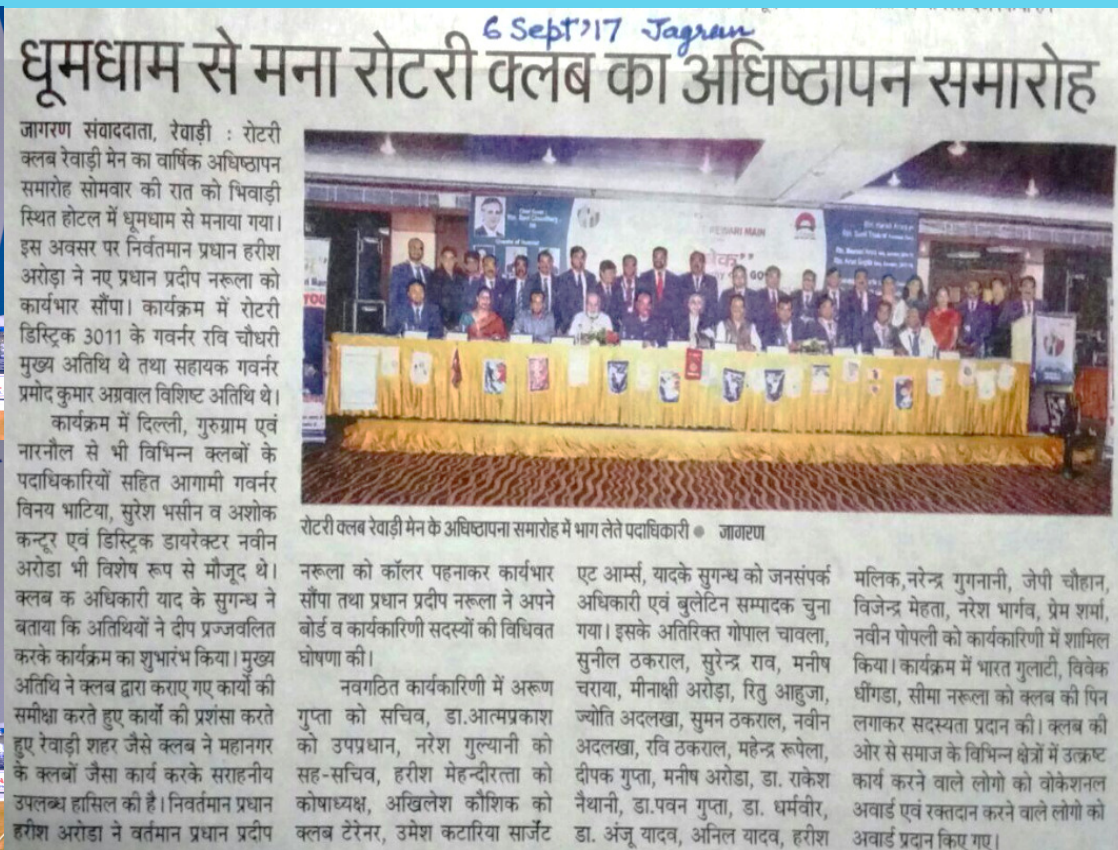 6 Sept'17 Jagran
धूमधाम से मना रोटरी क्लब का अधिष्ठापन समारोह
जागरण संवाददाता, रेवाड़ी : रोटरी
क्लब रेवाड़ी मेन का वार्षिक अधिष्ठापन
समारोह सोमवार की रात को भिवाड़ी
स्थित होटल में धूमधाम से मनाया गया।
इस अवसर पर निर्वतमान प्रधान हरीश
अरोड़ा ने नए प्रधान प्रदीप नरूला को
कार्यभार सौंपा। कार्यक्रम में रोटरी
डिस्ट्रिक 3011 के गवर्नर रवि चौधरी
मुख्य अतिथि थे तथा सहायक गवर्नर
प्रमोद कुमार अग्रवाल विशिष्ट अतिथि थे।
कार्यक्रम में दिल्ली, गुरुग्राम एवं
नारनौल से भी विभिन्न क्लबों के
पदाधिकारियों सहित आगामी गवर्नर
विनय भाटिया, सुरेश भसीन व अशोक
कन्टूर एवं डिस्ट्रिक डायरेक्टर नवीन
अरोडा भी विशेष रूप से मौजूद थे।
क्लब क अधिकारी याद के सुगन्ध ने
बताया कि अतिथियों ने दीप प्रज्जवलित
करके कार्यक्रम का शुभारंभ किया। मुख्य
अतिथि ने क्लब द्वारा कराए गए कार्यो की
समीक्षा करते हुए कार्यो की प्रशंसा करते
हुए रेवाड़ी शहर जैसे क्लब ने महानगर
के क्लबों जैसा कार्य करके सराहनीय
उपलब्ध हासिल की है। निवर्तमान प्रधान
हरीश अरोडा ने वर्तमान प्रधान प्रदीप
REWARI MAIN
रोटरी क्लब रेवाड़ी मेन के अधिष्ठापना समारोह में भाग लेते पदाधिकारी ● जागरण
नरूला को कॉलर पहनाकर कार्यभार
सौंपा तथा प्रधान प्रदीप नरूला ने अपने
बोर्ड व कार्यकारिणी सदस्यों की विधिवत
घोषणा की।
नवगठित कार्यकारिणी में अरूण
गुप्ता को सचिव, डा.आत्मप्रकाश
को उपप्रधान, नरेश गुल्यानी को
सह-सचिव, हरीश मेहन्दीरत्ता को
कोषाध्यक्ष, अखिलेश कौशिक को
क्लब टेरेनर, उमेश कटारिया सार्जेट
एट आर्म्स, यादके सुगन्ध को जनसंपर्क
अधिकारी एवं बुलेटिन सम्पादक चुना
गया। इसके अतिरिक्त गोपाल चावला,
सुनील ठकराल, सुरेन्द्र राव, मनीष
चराया, मीनाक्षी अरोड़ा, रितु आहुजा,
ज्योति अदलखा, सुमन ठकराल, नवीन
अदलखा, रवि ठकराल, महेन्द्र रूपेला,
दीपक गुप्ता, मनीष अरोडा, डा. राकेश
नैथानी, डा.पवन गुप्ता, डा. धर्मवीर,
डा. अंजू यादव, अनिल यादव, हरीश
मलिक,नरेन्द्र गुगनानी, जेपी चौहान,
विजेन्द्र मेहता, नरेश भार्गव, प्रेम शर्मा,
नवीन पोपली को कार्यकारिणी में शामिल
किया। कार्यक्रम में भारत गुलाटी, विवेक
धींगडा, सीमा नरूला को क्लब की पिन
लगाकर सदस्यता प्रदान की। क्लब की
ओर से समाज के विभिन्न क्षेत्रों में उत्क्रष्ट
कार्य करने वाले लोगो को वोकेशनल
अवार्ड एवं रक्तदान करने वाले लोगो को
अवार्ड प्रदान किए गए।